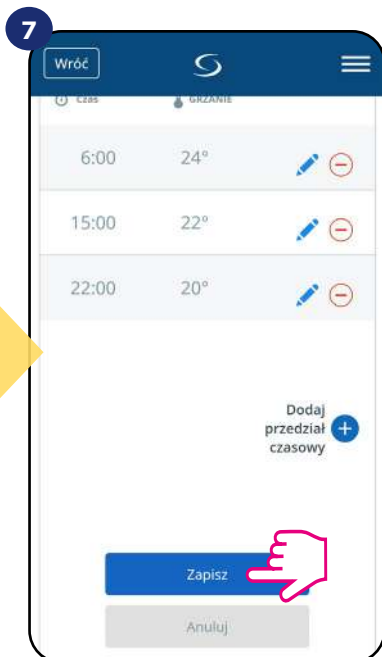 7
Wróć
Czas GRZANIE
6:00 24°
15:00 22°
22:00 20°
Dodaj
przedział
czasowy
Zapisz
Anuluj